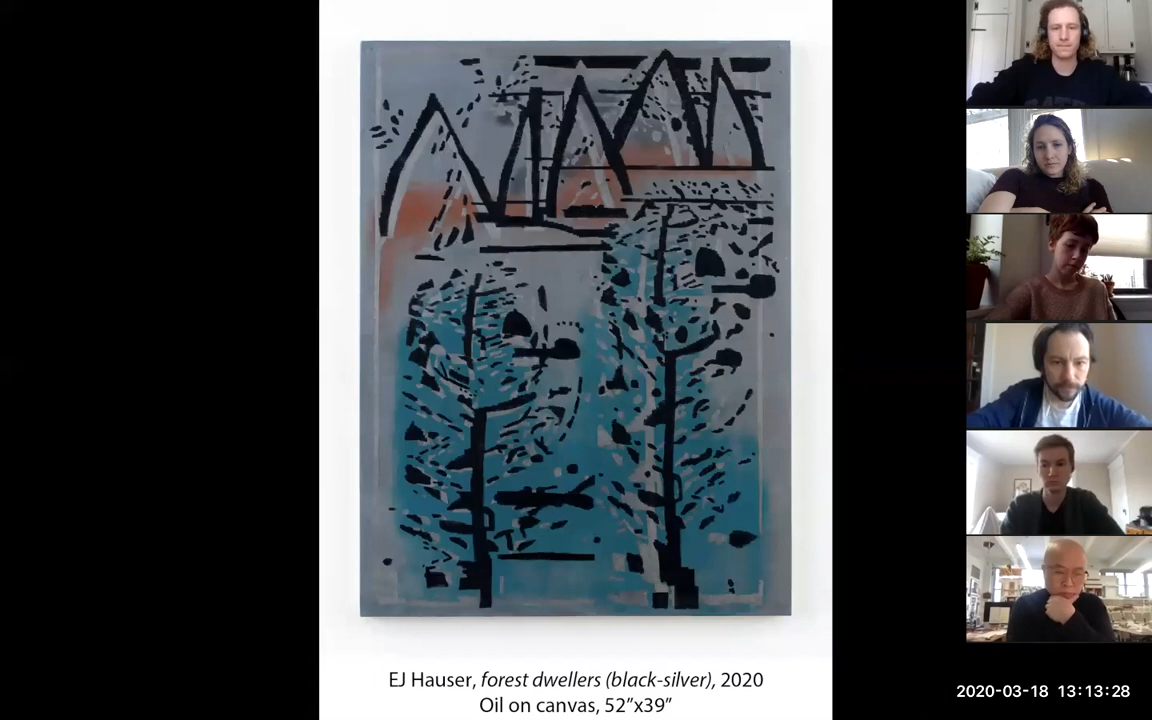 EJ Hauser, forest dwellers (black-silver), 2020
Oil on canvas, 52”x39”
2020-03-18 13:13:28